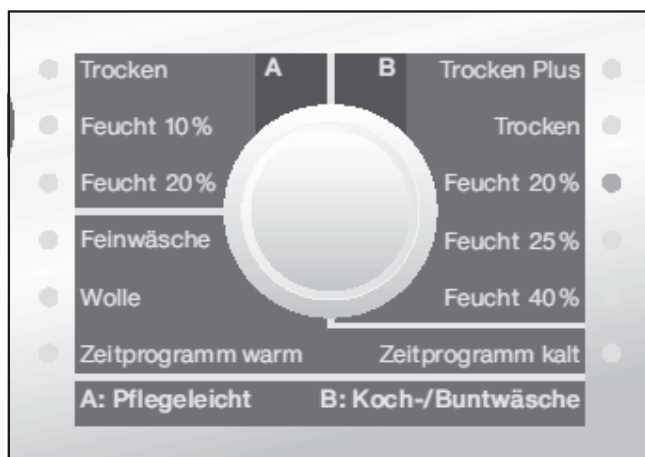 A B
Trocken Trocken Plus
Feucht 10 % Trocken
Feucht 20 % Feucht 20 %
Feinwäsche Feucht 25 %
Wolle Feucht 40 %
Zeitprogramm warm Zeitprogramm kalt
A: Pflegeleicht B: Koch-/Buntwäsche